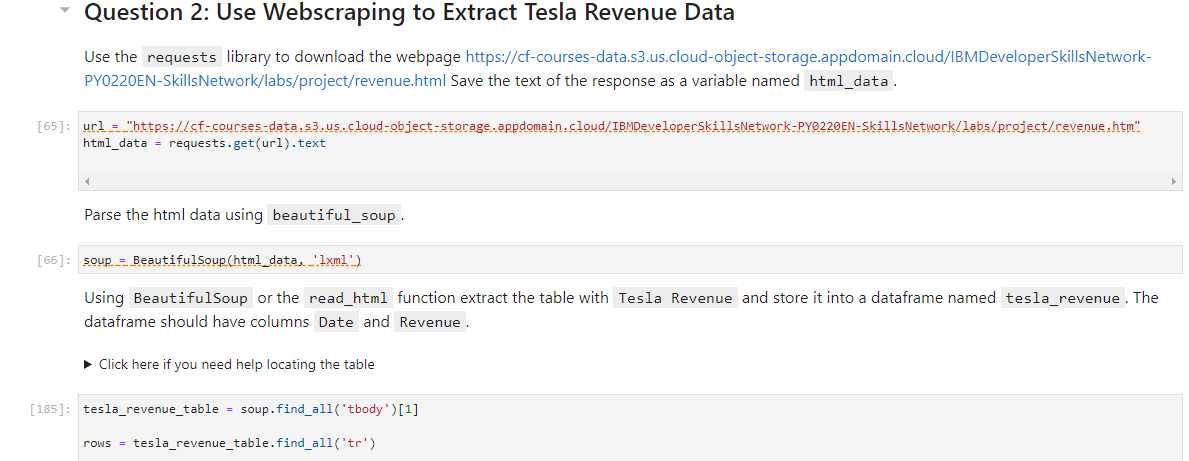 Question 2: Use Webscraping to Extract Tesla Revenue Data
Use the requests library to download the webpage https://cf-courses-data.s3.us.cloud-object-storage.appdomain.cloud/IBMDeveloperSkillsNetwork-
PY0220EN-SkillsNetwork/labs/project/revenue.html Save the text of the response as a variable named html_data.
[65]: url = "https://cf-courses-data.s3.us.cloud-object-storage.appdomain.cloud/IBMDeveloperSkillsNetwork-PY0220EN-SkillsNetwork/labs/project/revenue.htm"
html_data = requests.get(url).text
Parse the html data using beautiful_soup.
[66]: soup = BeautifulSoup(html_data, 'lxml')
Using BeautifulSoup or the read_html function extract the table with Tesla Revenue and store it into a dataframe named tesla_revenue. The
dataframe should have columns Date and Revenue.
Click here if you need help locating the table
[185]: tesla_revenue_table = soup.find_all('tbody')[1]
rows = tesla_revenue_table.find_all('tr')